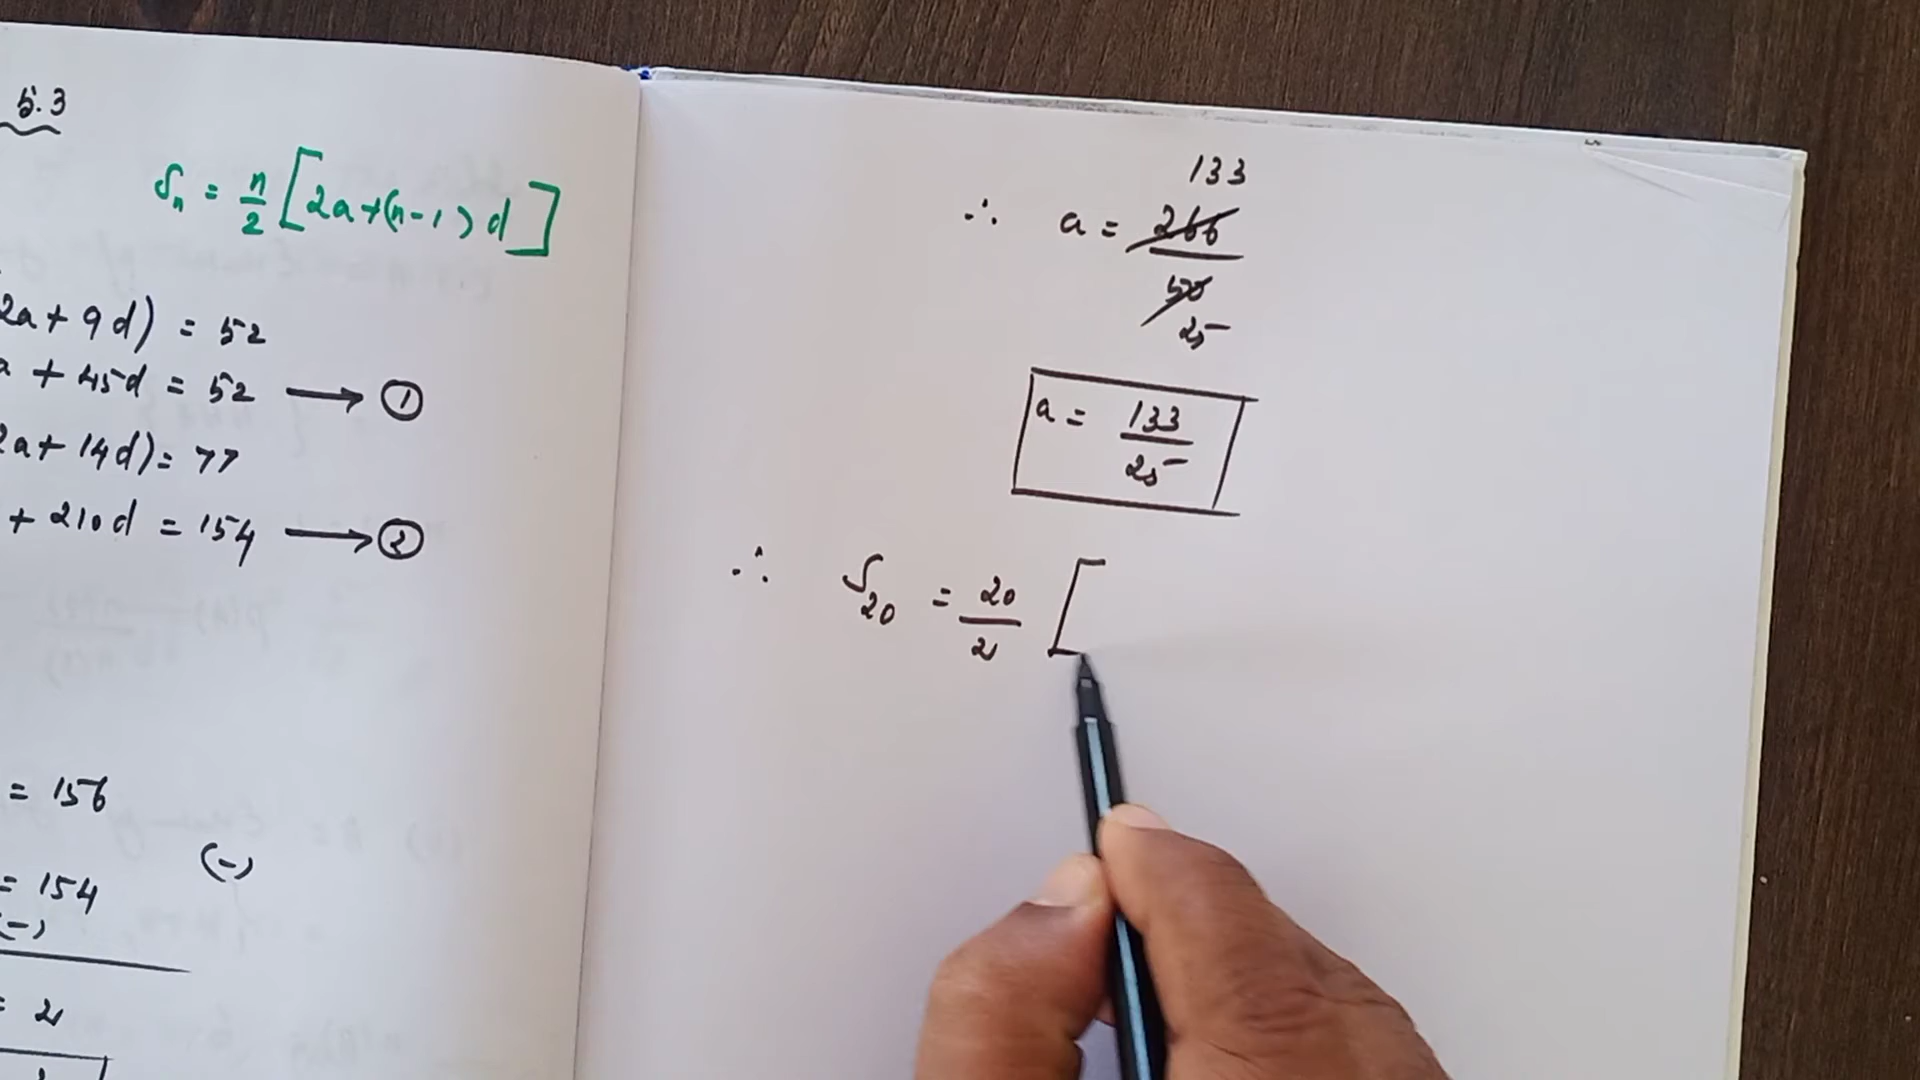 5.3
Sn = n/2 [2a+(n-1)d]
2a + 9d) = 52
+ 45d = 52 ⟶ ①
2a + 14d) = 77
+ 210d = 154 ⟶ ②
= 156
(-)
= 154
(-)
= 2
133
∴ a = 266/50
25
a = 133/25
∴ S20 = 20/2 [